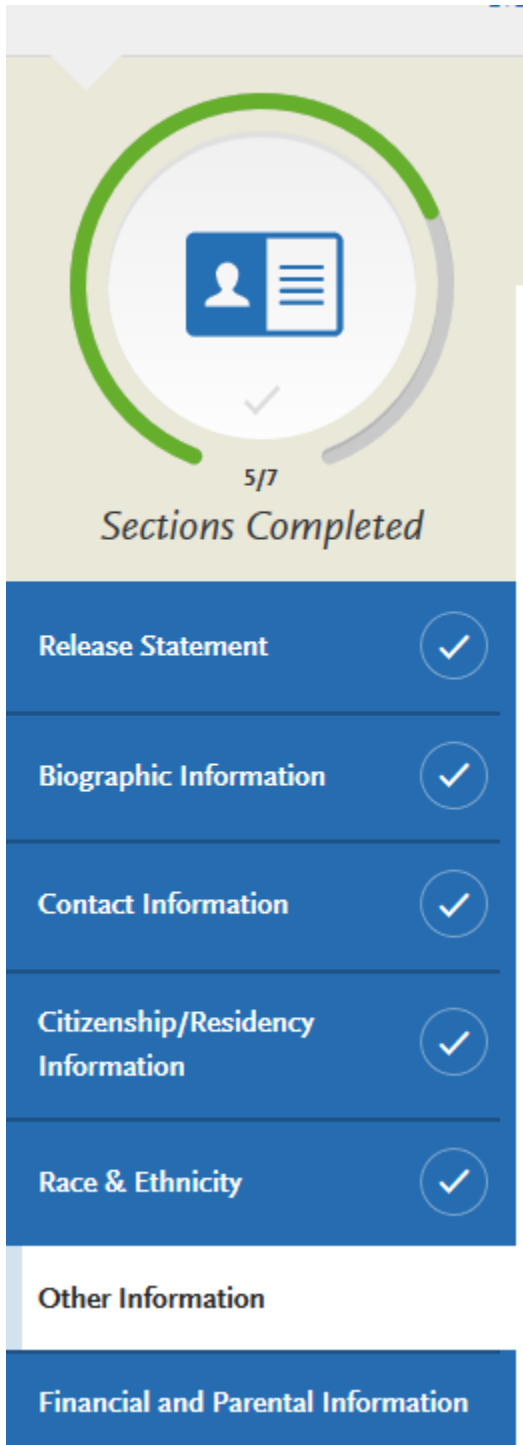 5/7
Sections Completed
Release Statement
Biographic Information
Contact Information
Citizenship/Residency
Information
Race & Ethnicity
Other Information
Financial and Parental Information